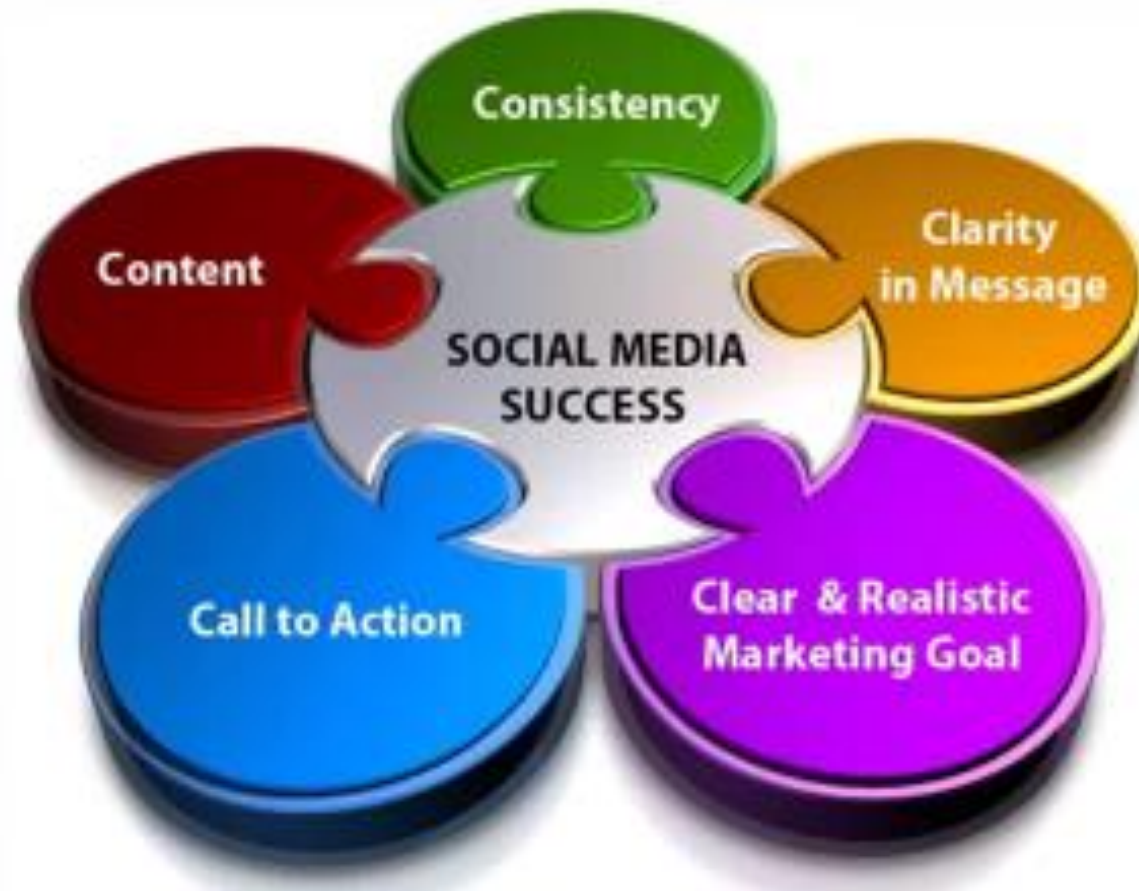 Consistency
Content
Clarity
in Message
SOCIAL MEDIA
SUCCESS
Call to Action
Clear & Realistic
Marketing Goal